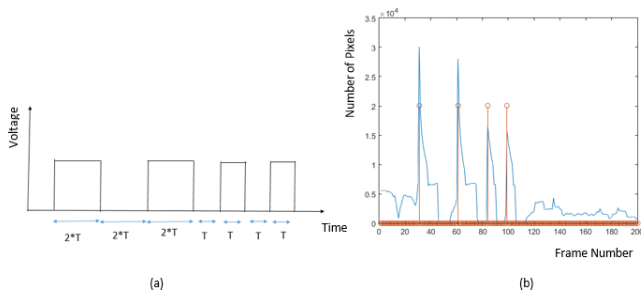 Voltage
Time
2*T 2*T 2*T T T T T
(a)
×10^4
3.5
3
2.5
2
1.5
1
0.5
0
0 20 40 60 80 100 120 140 160 180 200
Number of Pixels
Frame Number
(b)